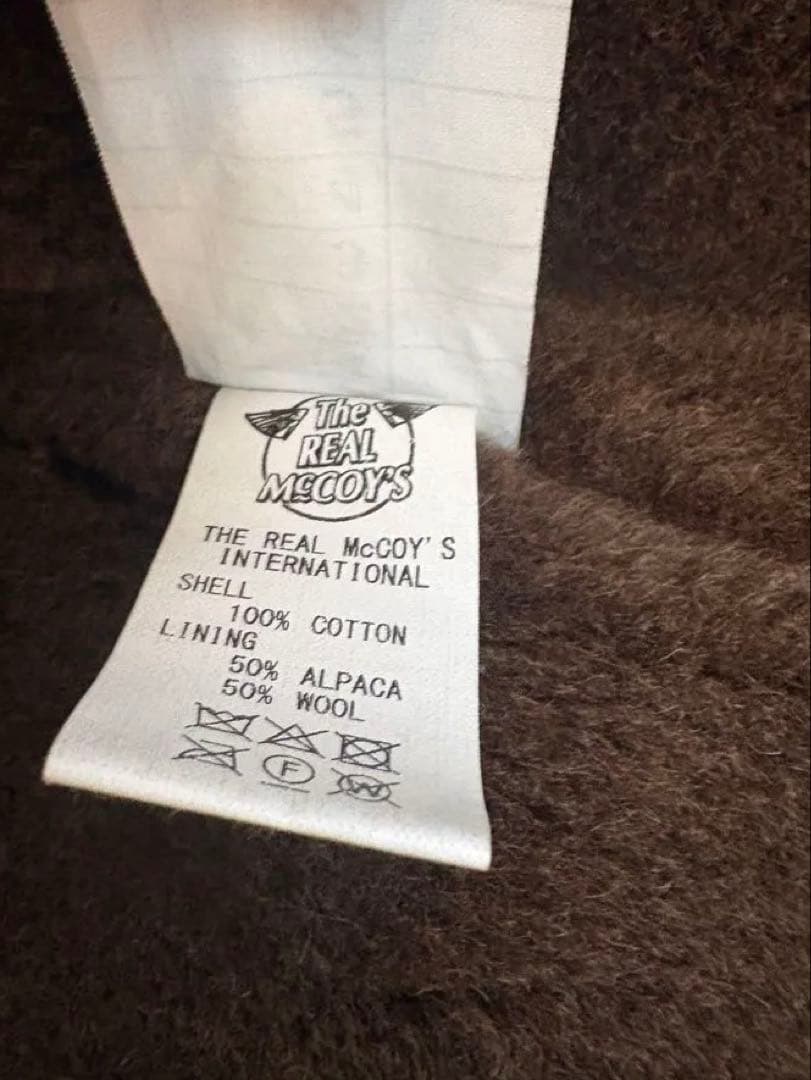 The
REAL
McCOY'S
THE REAL McCOY'S
INTERNATIONAL
SHELL
100% COTTON
LINING
50% ALPACA
50% WOOL
F
W